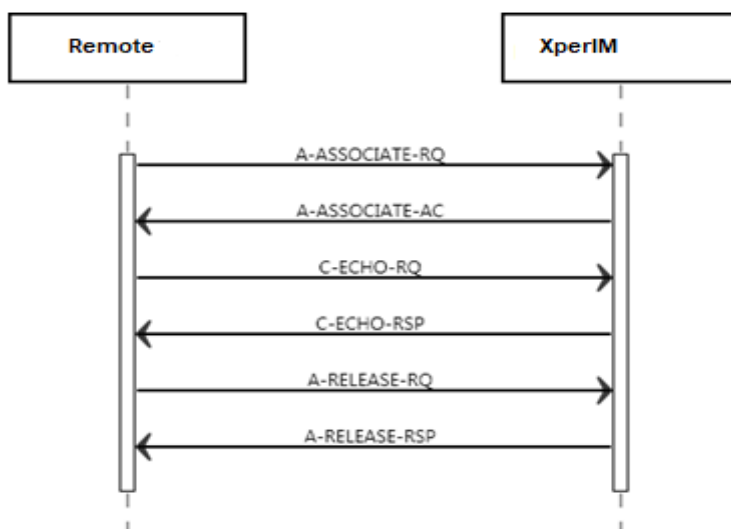 Remote
XperIM
A-ASSOCIATE-RQ
A-ASSOCIATE-AC
C-ECHO-RQ
C-ECHO-RSP
A-RELEASE-RQ
A-RELEASE-RSP